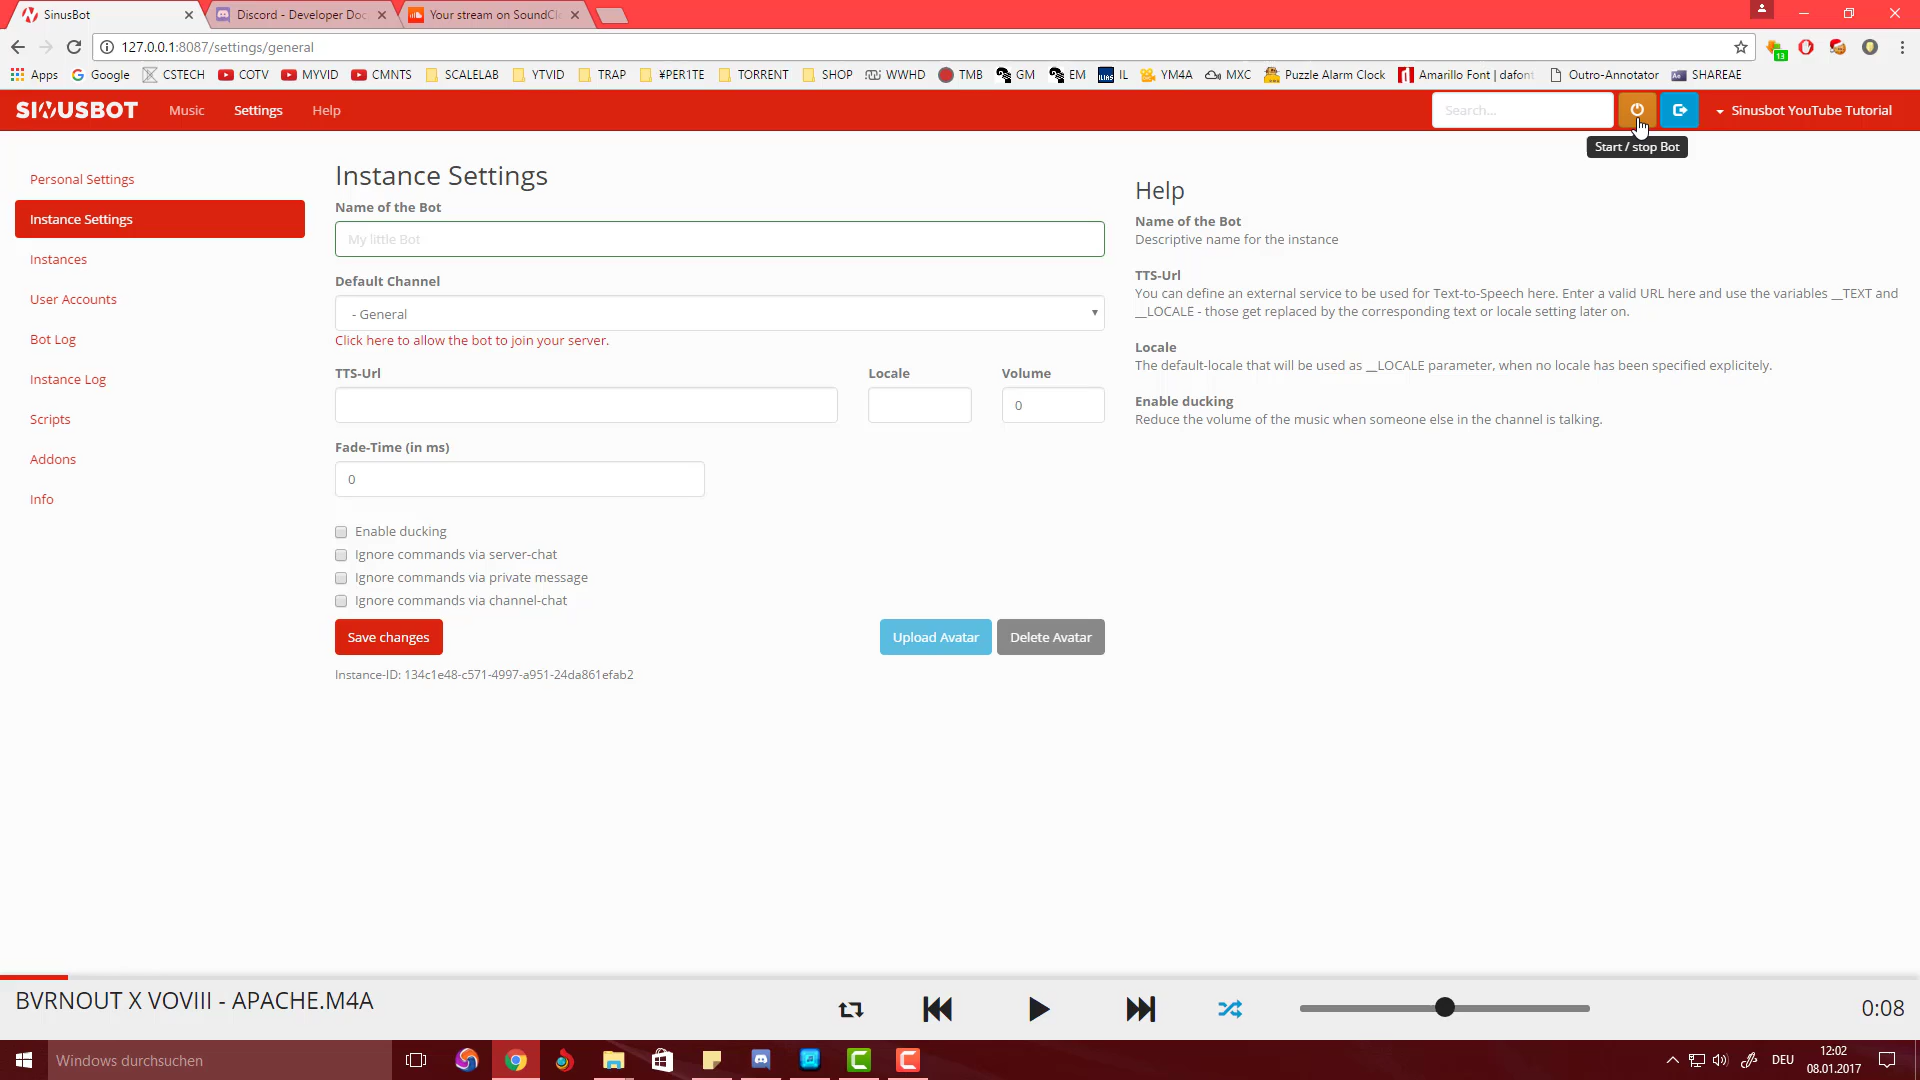 SinusBot
Discord - Developer Doc
Your stream on SoundCl
127.0.0.1:8087/settings/general
Apps
Google
CSTECH
COTV
MYVID
CMNTS
SCALELAB
YTVID
TRAP
¥PER1TE
TORRENT
SHOP
WWHD
TMB
GM
EM
IL
YM4A
MXC
Puzzle Alarm Clock
Amarillo Font | dafont
Outro-Annotator
SHAREAE
13
SINUSBOT
Music
Settings
Help
Search...
Sinusbot YouTube Tutorial
Start / stop Bot
Personal Settings
Instance Settings
Instances
User Accounts
Bot Log
Instance Log
Scripts
Addons
Info
Instance Settings
Name of the Bot
My little Bot
Default Channel
- General
Click here to allow the bot to join your server.
TTS-Url
Locale
Volume
0
Fade-Time (in ms)
0
Enable ducking
Ignore commands via server-chat
Ignore commands via private message
Ignore commands via channel-chat
Save changes
Upload Avatar
Delete Avatar
Instance-ID: 134c1e48-c571-4997-a951-24da861efab2
Help
Name of the Bot
Descriptive name for the instance
TTS-Url
You can define an external service to be used for Text-to-Speech here. Enter a valid URL here and use the variables __TEXT and
__LOCALE - those get replaced by the corresponding text or locale setting later on.
Locale
The default-locale that will be used as __LOCALE parameter, when no locale has been specified explicitely.
Enable ducking
Reduce the volume of the music when someone else in the channel is talking.
BVRNOUT X VOVIII - APACHE.M4A
0:08
Windows durchsuchen
DEU
12:02
08.01.2017